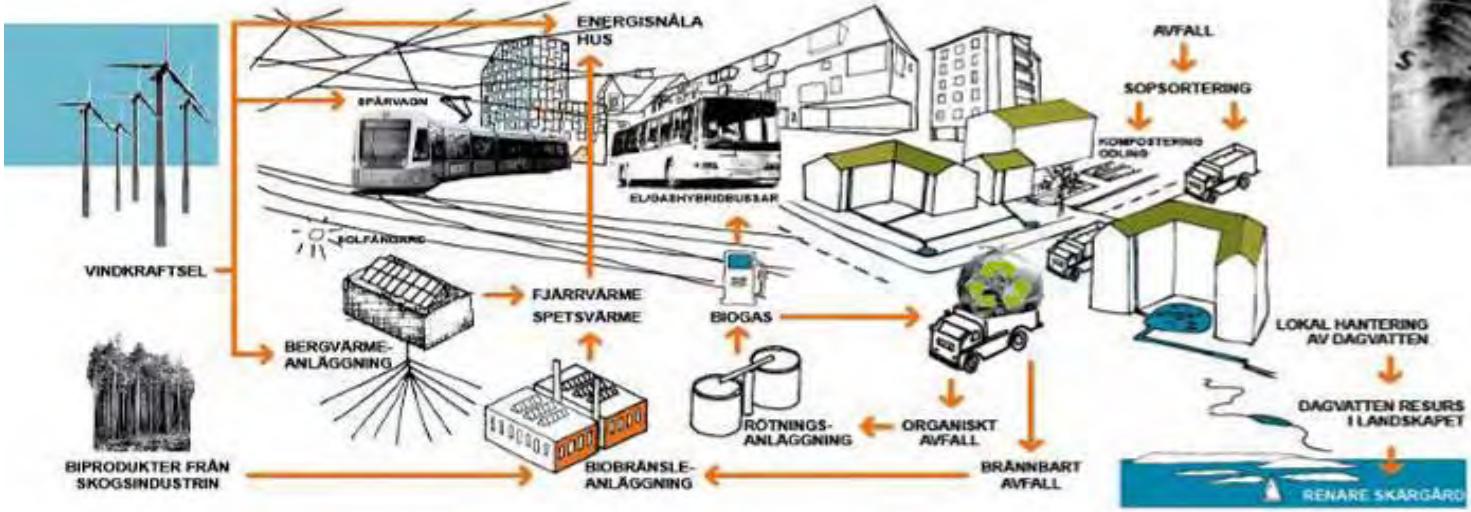 ENERGISNÅLA
HUS
AVFALL
SOPSORTERING
SPÅRVAGN
KOMPOSTERING
ODLING
EL/GASHYBRIDBUSSAR
SOLFÅNGARE
VINDKRAFTSEL
FJÄRRVÄRME
SPETSVÄRME
BIOGAS
BERGVÄRME-
ANLÄGGNING
LOKAL HANTERING
AV DAGVATTEN
DAGVATTEN RESURS
I LANDSKAPET
RÖTNINGS-
ANLÄGGNING
ORGANISKT
AVFALL
BIPRODUKTER FRÅN
SKOGSINDUSTRIN
BIOBRÄNSLE-
ANLÄGGNING
BRÄNNBART
AVFALL
RENARE SKÄRGÅRD